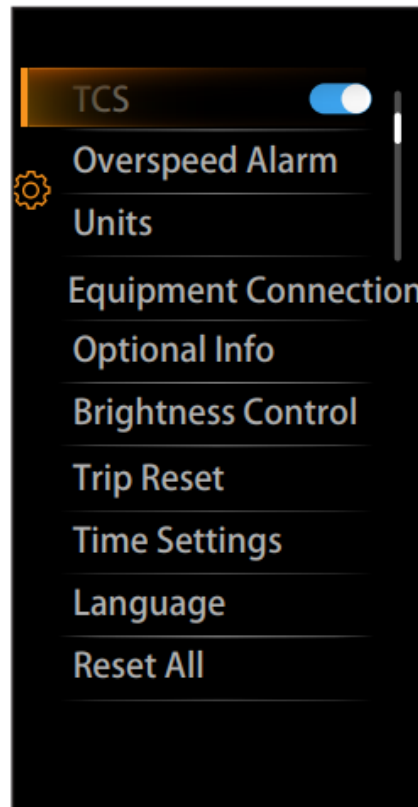 TCS
Overspeed Alarm
Units
Equipment Connection
Optional Info
Brightness Control
Trip Reset
Time Settings
Language
Reset All